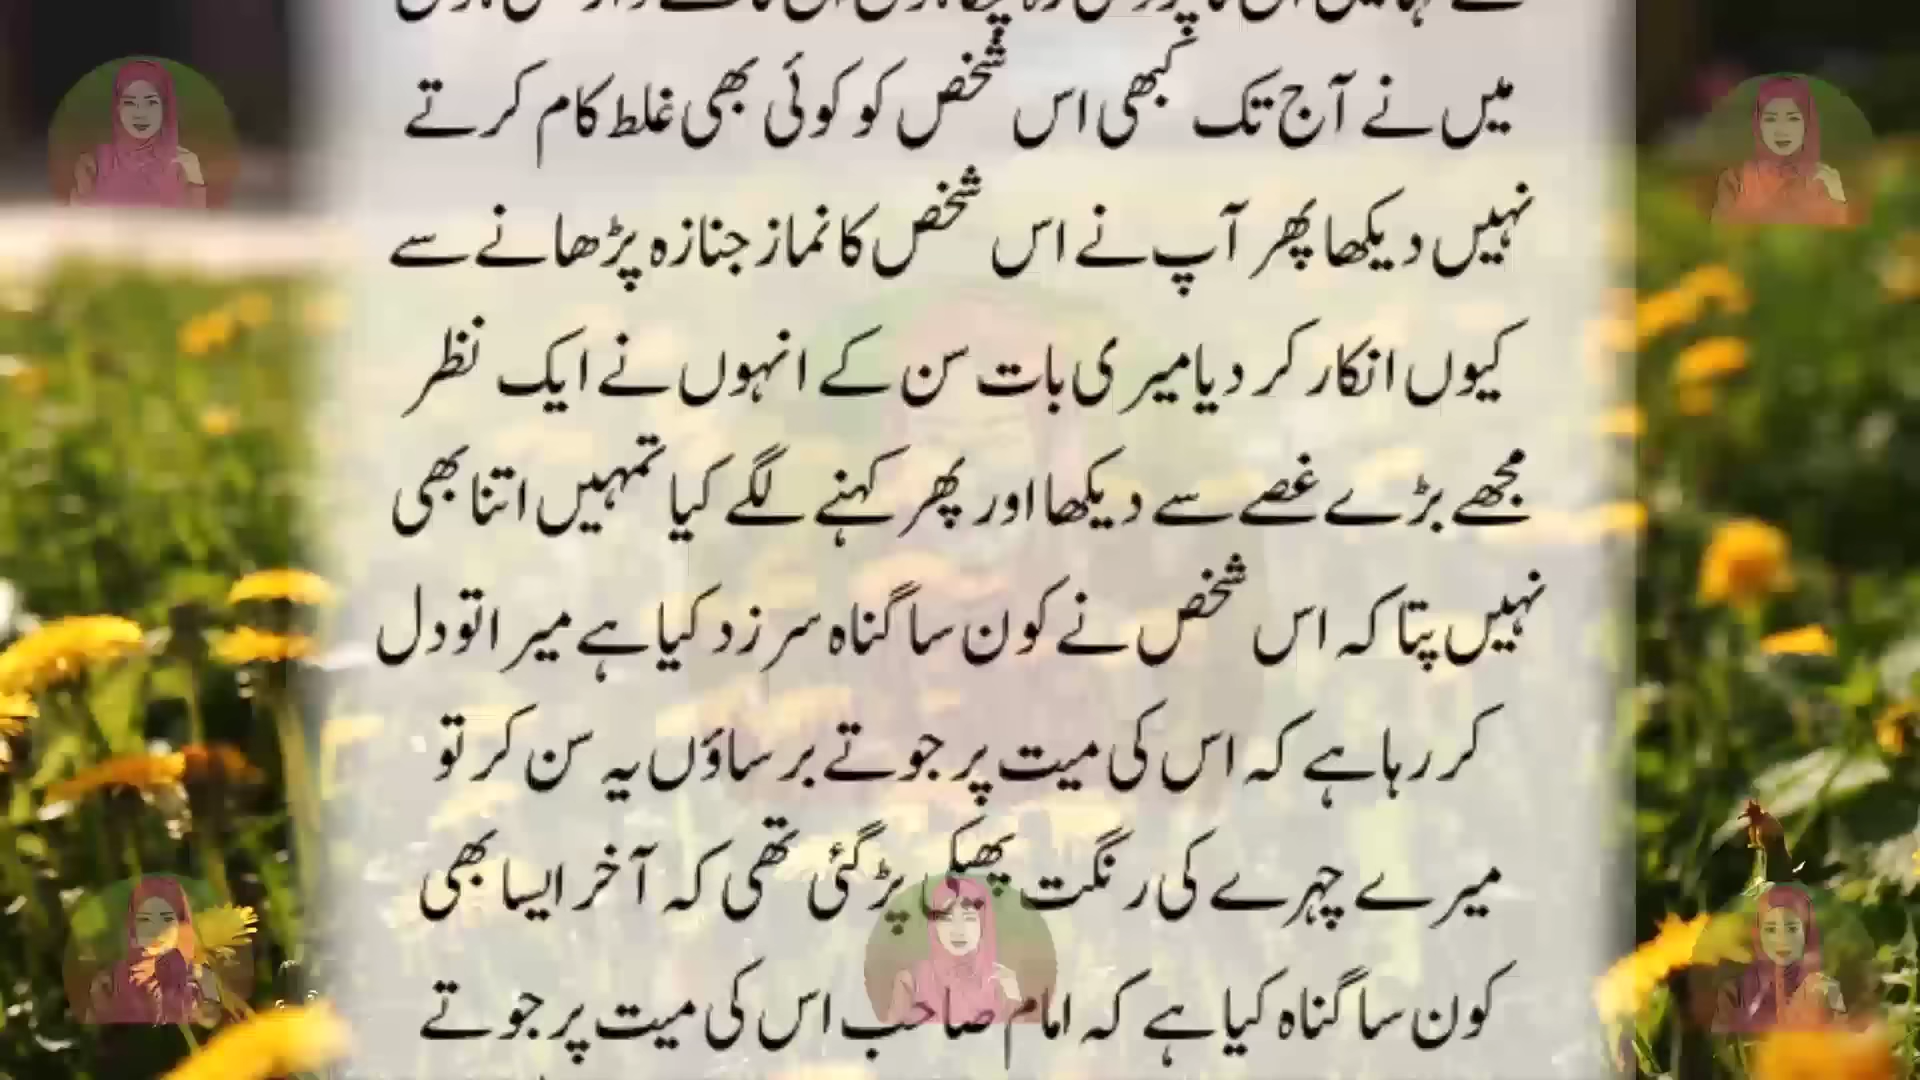 میں نے آج تک کبھی اس شخص کو کوئی بھی غلط کام کرتے
نہیں دیکھا پھر آپ نے اس شخص کا نماز جنازہ پڑھانے سے
کیوں انکار کر دیا میری بات سن کے انہوں نے ایک نظر
مجھے بڑے غصے سے دیکھا اور پھر کہنے لگے کیا تمہیں اتنا بھی
نہیں پتا کہ اس شخص نے کون سا گناہ سرزد کیا ہے میرا تو دل
کر رہا ہے کہ اس کی میت پر جوتے برساؤں یہ سن کر تو
میرے چہرے کی رنگت پھیکی پڑ گئی تھی کہ آخر ایسا بھی
کون سا گناہ کیا ہے کہ امام صاحب اس کی میت پر جوتے